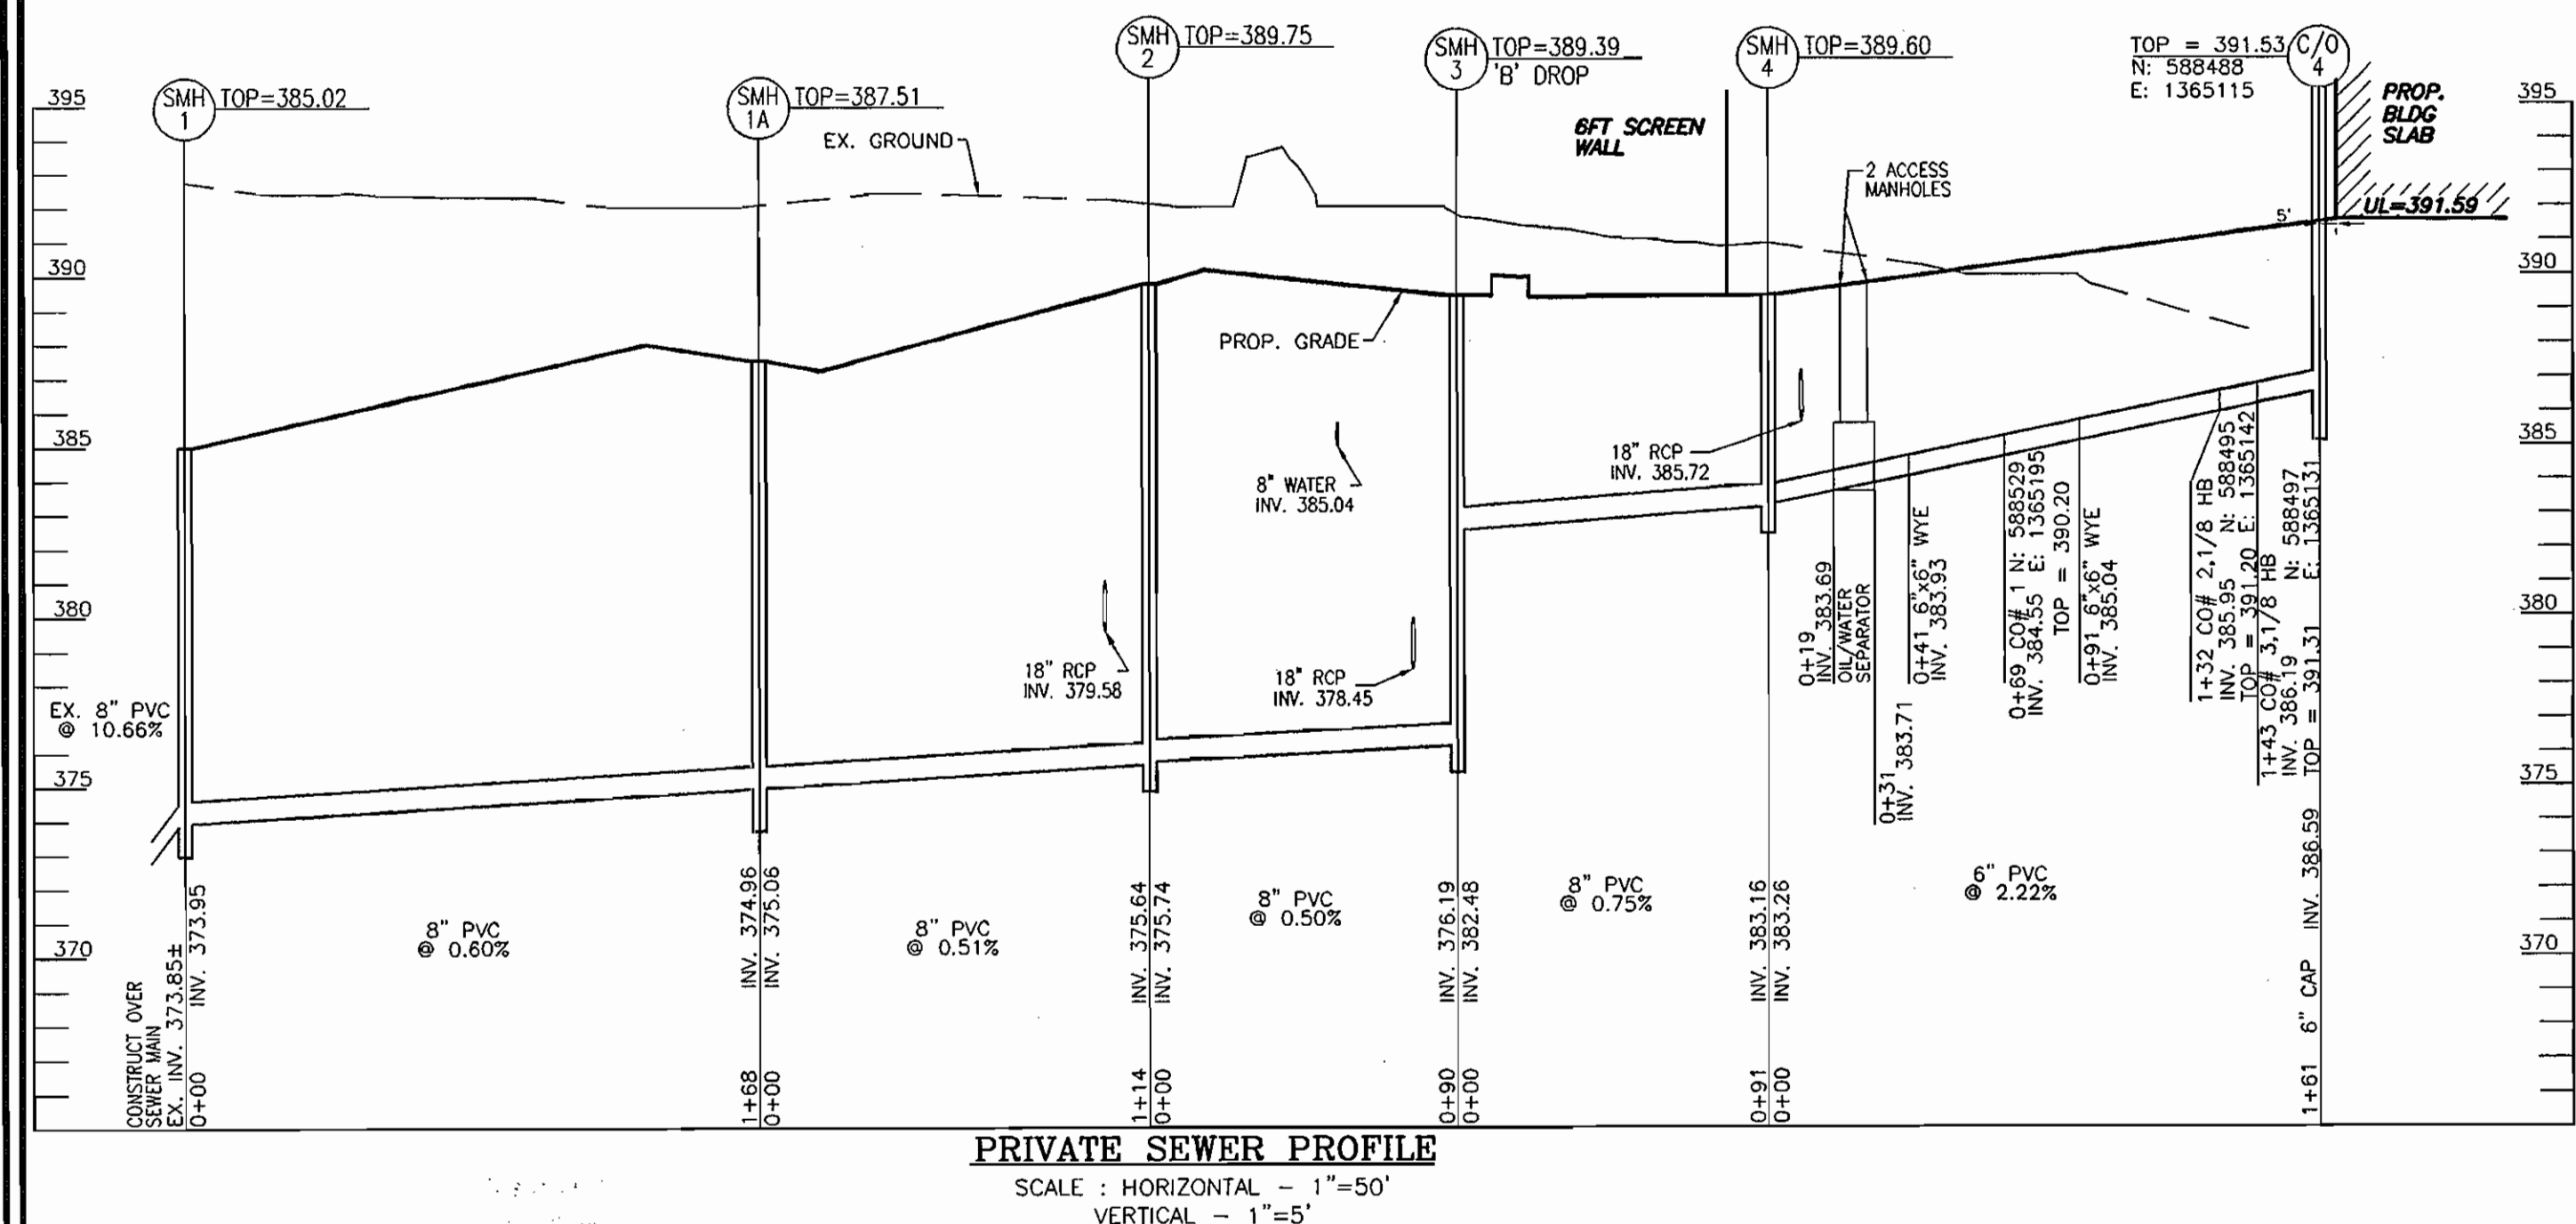 SMH
1
TOP=385.02
SMH
1A
TOP=387.51
SMH
2
TOP=389.75
SMH
3
TOP=389.39
'B' DROP
SMH
4
TOP=389.60
TOP = 391.53
N: 588488
E: 1365115
C/O
4
PROP.
BLDG
SLAB
395
390
385
380
375
370
395
390
385
380
375
370
EX. GROUND
6FT SCREEN
WALL
2 ACCESS
MANHOLES
5'
UL=391.59
PROP. GRADE
8" WATER
INV. 385.04
18" RCP
INV. 385.72
18" RCP
INV. 379.58
18" RCP
INV. 378.45
EX. 8" PVC
@ 10.66%
0+19
INV. 383.69
OIL/WATER
SEPARATOR
0+31
INV. 383.71
0+41 6"x6" WYE
INV. 383.93
0+69 CO# 1 N: 588529
INV. 384.55 E: 1365195
TOP = 390.20
0+91 6"x6" WYE
INV. 385.04
1+32 CO# 2,1/8 HB
INV. 385.95 N: 588495
TOP = 391.20 E: 1365142
1+43 CO# 3,1/8 HB
INV. 386.19 N: 588497
TOP = 391.31 E: 1365131
8" PVC
@ 0.60%
8" PVC
@ 0.51%
8" PVC
@ 0.50%
8" PVC
@ 0.75%
6" PVC
@ 2.22%
CONSTRUCT OVER
SEWER MAIN
EX. INV. 373.85±
0+00 INV. 373.95
1+68 INV. 374.96
0+00 INV. 375.06
1+14 INV. 375.64
0+00 INV. 375.74
0+90 INV. 376.19
0+00 INV. 382.48
0+91 INV. 383.16
0+00 INV. 383.26
1+61 6" CAP INV. 386.59
PRIVATE SEWER PROFILE
SCALE : HORIZONTAL - 1"=50'
VERTICAL - 1"=5'